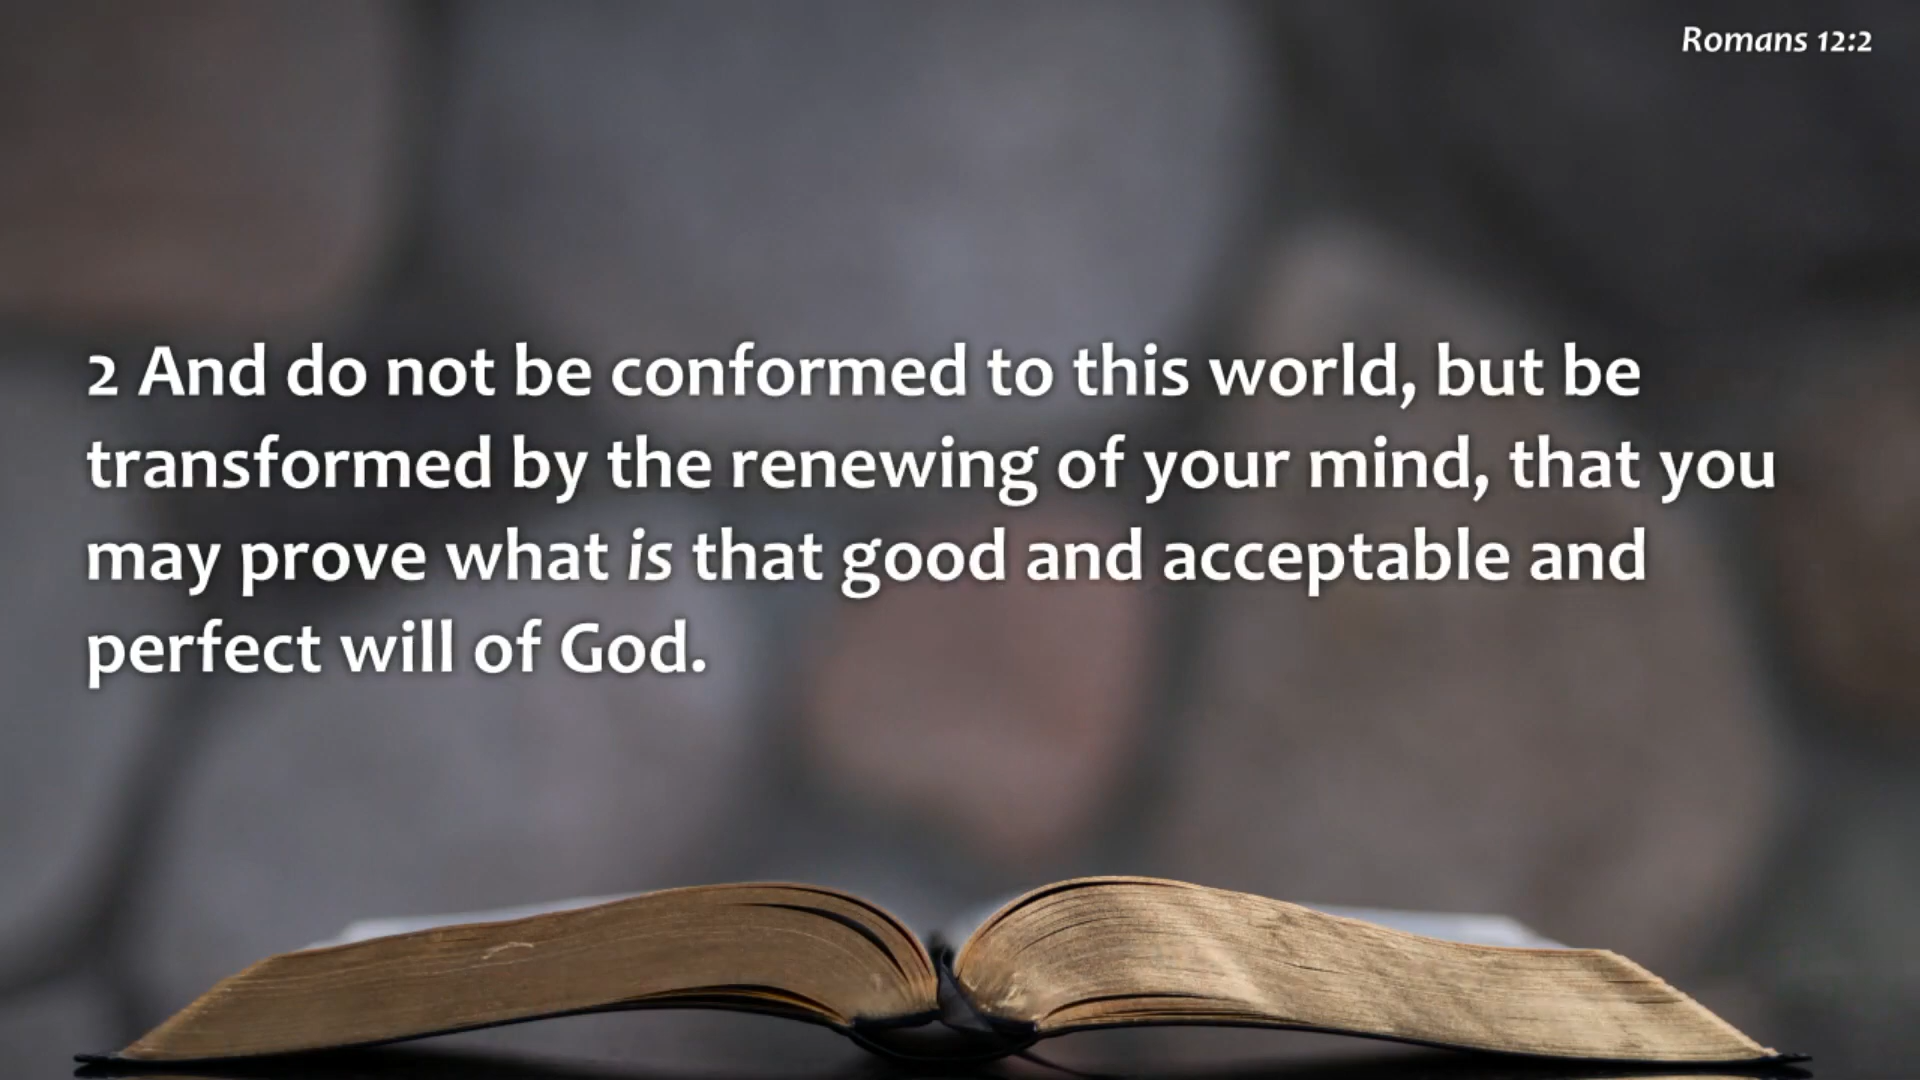 Romans 12:2
2 And do not be conformed to this world, but be
transformed by the renewing of your mind, that you
may prove what is that good and acceptable and
perfect will of God.